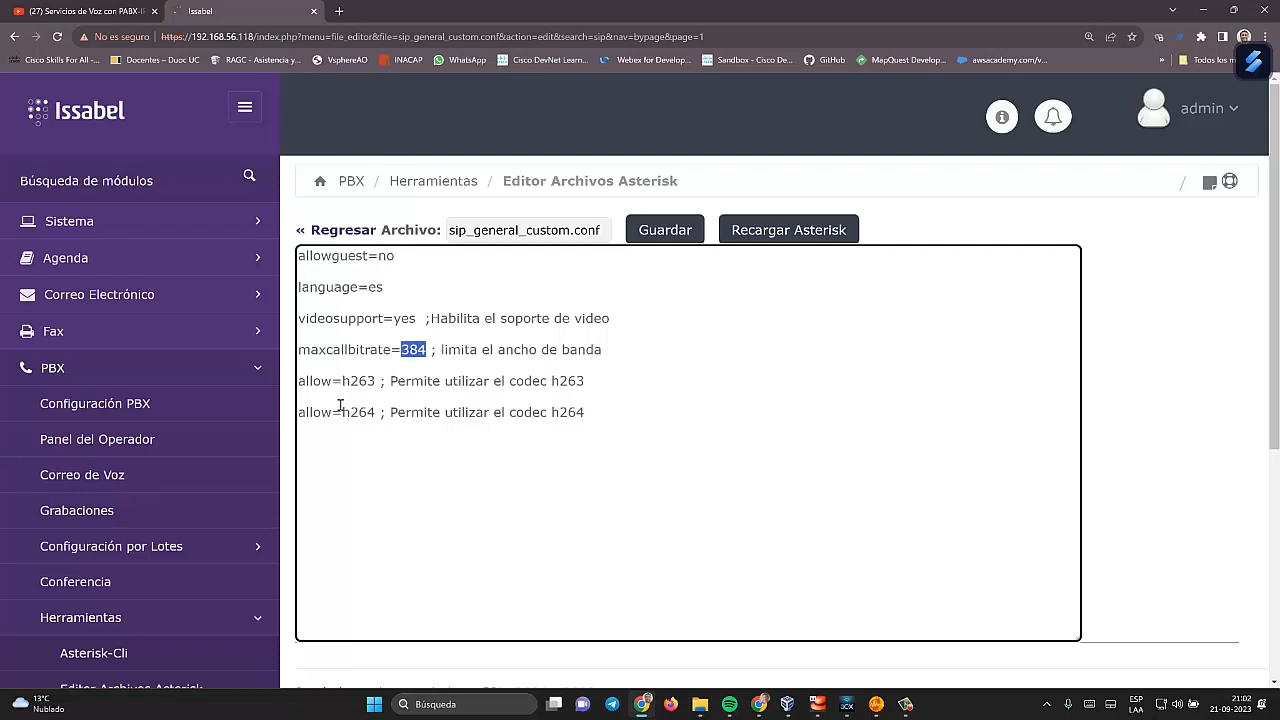 (27) Servicios de Voz con PABX-IP
Issabel
No es seguro
https://192.168.56.118/index.php?menu=file_editor&file=sip_general_custom.conf&action=edit&search=sip&nav=bypage&page=1
Cisco Skills For All -...
Docentes – Duoc UC
RAGC - Asistencia y...
VsphereAO
INACAP
WhatsApp
Cisco DevNet Learn...
Webex for Develop...
Sandbox - Cisco De...
GitHub
MapQuest Develop...
awsacademy.com/v...
»
Todos los m
Issabel
admin
Búsqueda de módulos
PBX / Herramientas / Editor Archivos Asterisk
/
Sistema
Agenda
Correo Electrónico
Fax
PBX
Configuración PBX
Panel del Operador
Correo de Voz
Grabaciones
Configuración por Lotes
Conferencia
Herramientas
Asterisk-Cli
Editor Archivos Asterisk
« Regresar Archivo: sip_general_custom.conf Guardar Recargar Asterisk
allowguest=no
language=es
videosupport=yes ;Habilita el soporte de video
maxcallbitrate=384 ; limita el ancho de banda
allow=h263 ; Permite utilizar el codec h263
allow=h264 ; Permite utilizar el codec h264
13°C
Nublado
Búsqueda
ESP
LAA
21:02
21-09-2023